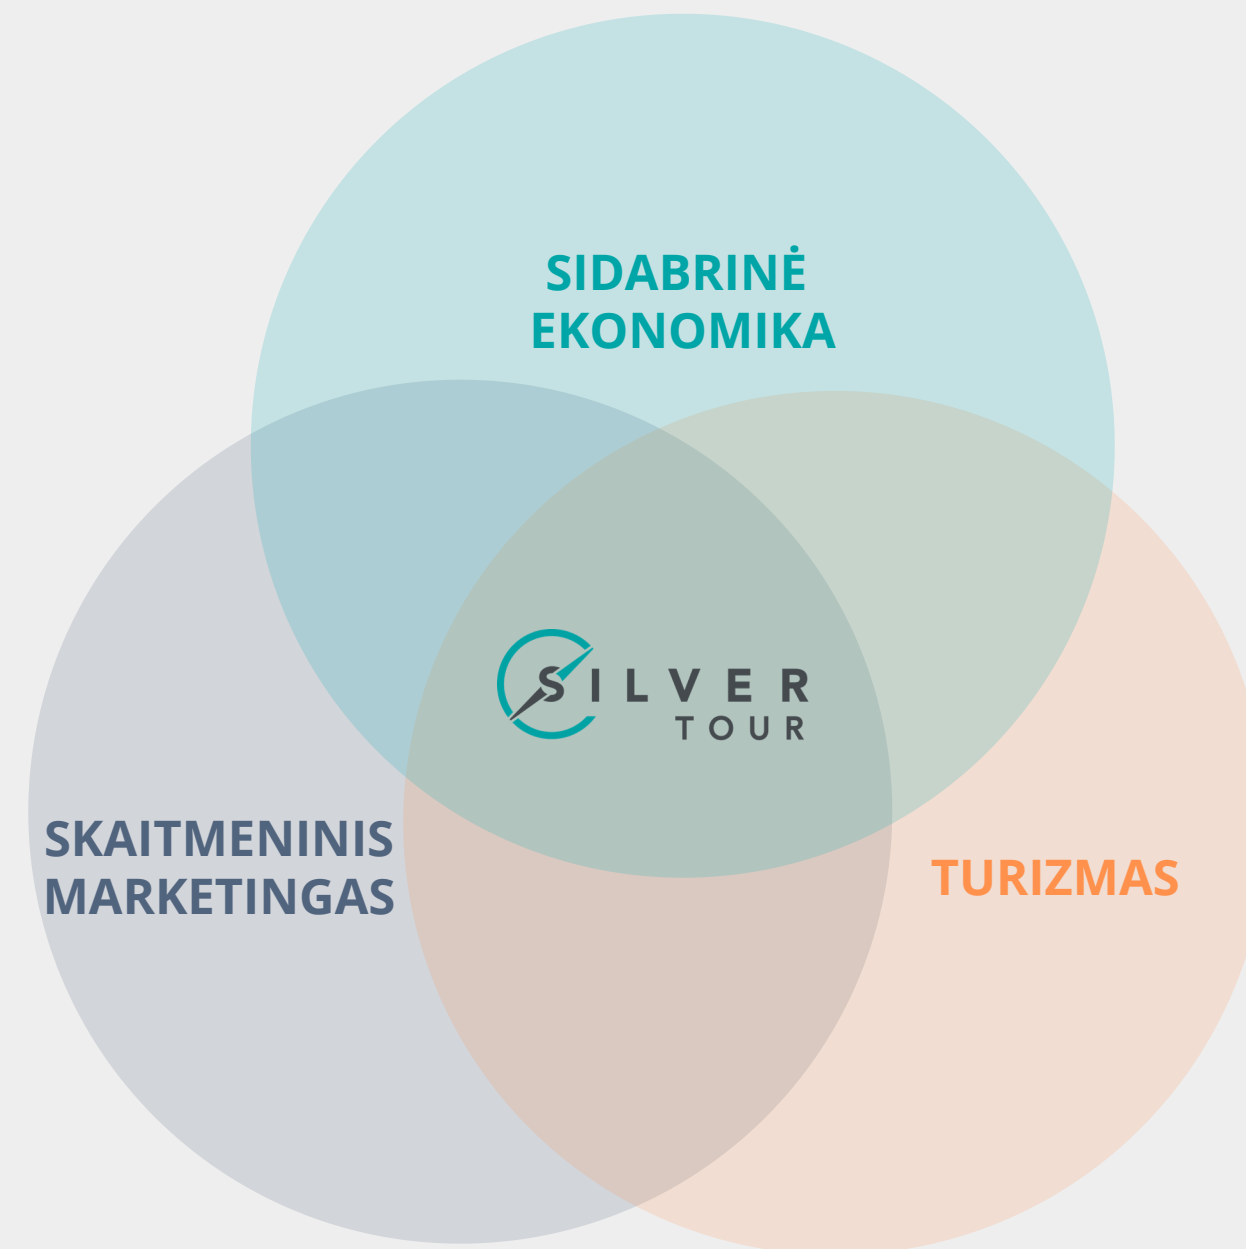 SIDABRINĖ
EKONOMIKA
SILVER
TOUR
SKAITMENINIS
MARKETINGAS
TURIZMAS